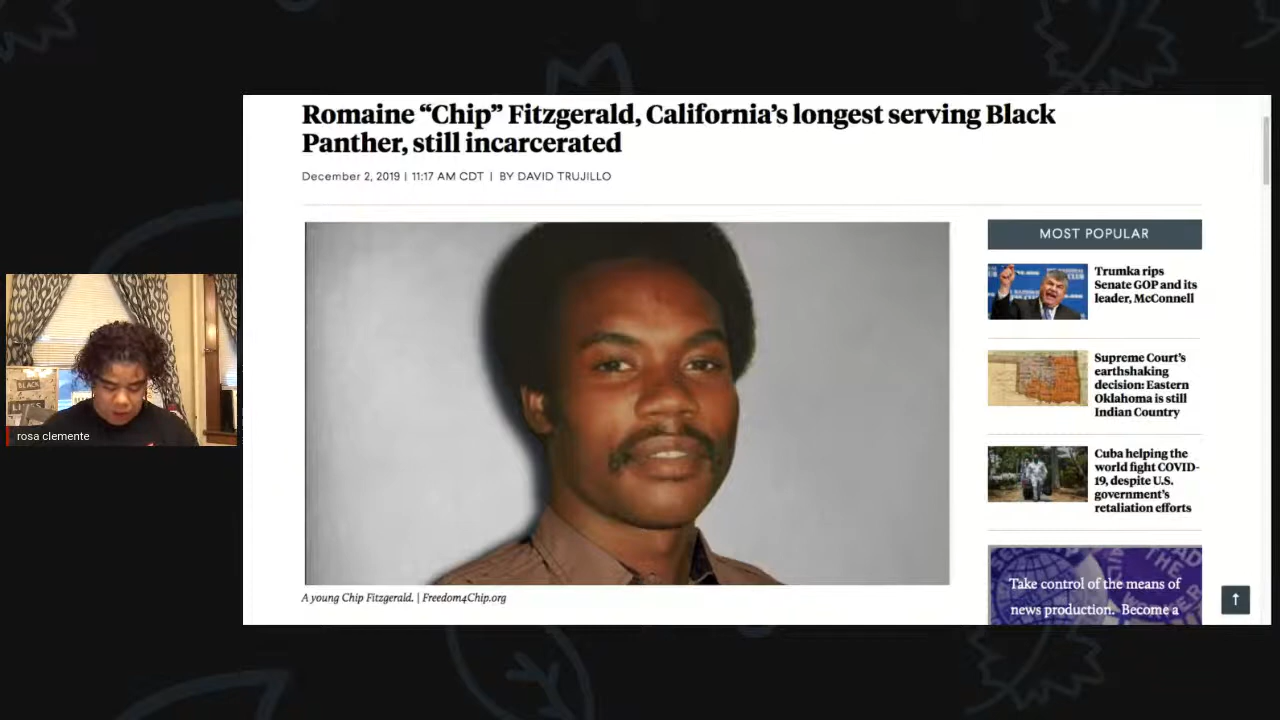 Romaine “Chip” Fitzgerald, California’s longest serving Black
Panther, still incarcerated
December 2, 2019 | 11:17 AM CDT | BY DAVID TRUJILLO
MOST POPULAR
Trumka rips
Senate GOP and its
leader, McConnell
Supreme Court’s
earthshaking
decision: Eastern
Oklahoma is still
Indian Country
Cuba helping the
world fight COVID-
19, despite U.S.
government’s
retaliation efforts
Take control of the means of
news production. Become a
A young Chip Fitzgerald. | Freedom4Chip.org
BLACK
LIVES
rosa clemente